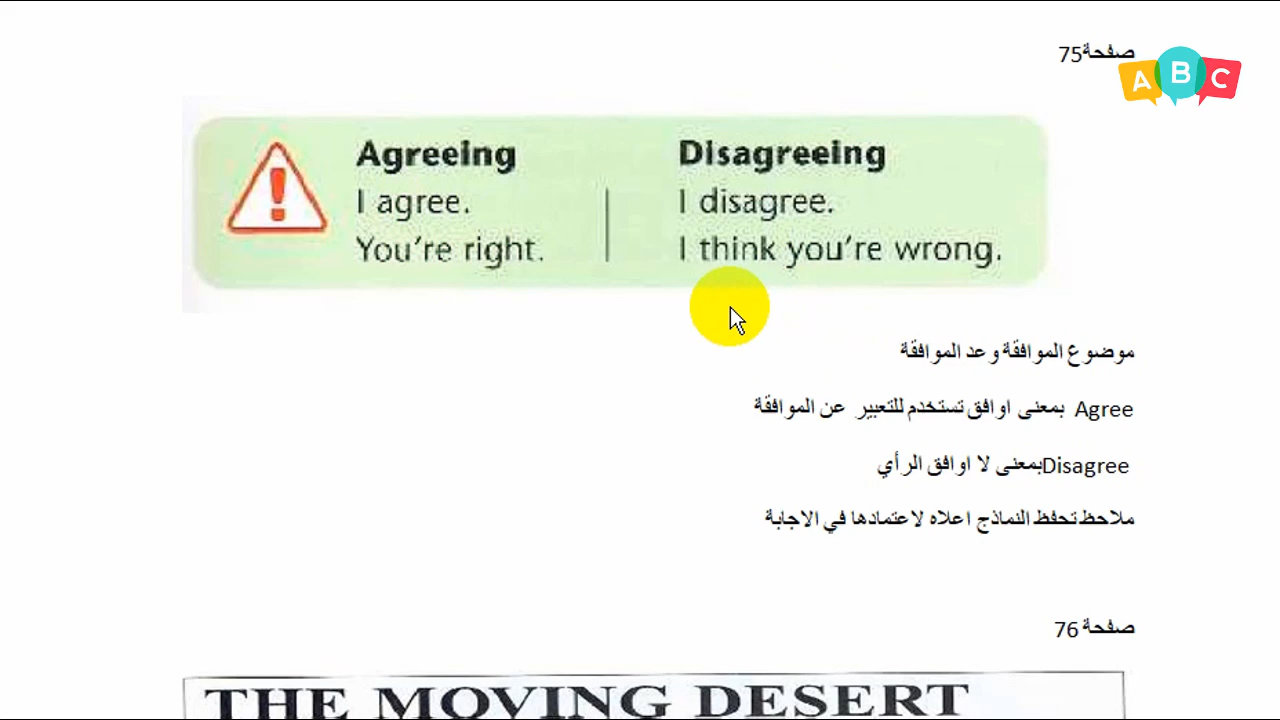 صفحة75
A B C
Agreeing
I agree.
You're right.
Disagreeing
I disagree.
I think you're wrong.
موضوع الموافقة وعد الموافقة
Agree بمعنى اوافق تستخدم للتعبير عن الموافقة
Disagreeبمعنى لا اوافق الرأي
ملاحظ تحفظ النماذج اعلاه لاعتمادها في الاجابة
صفحة 76
THE MOVING DESERT